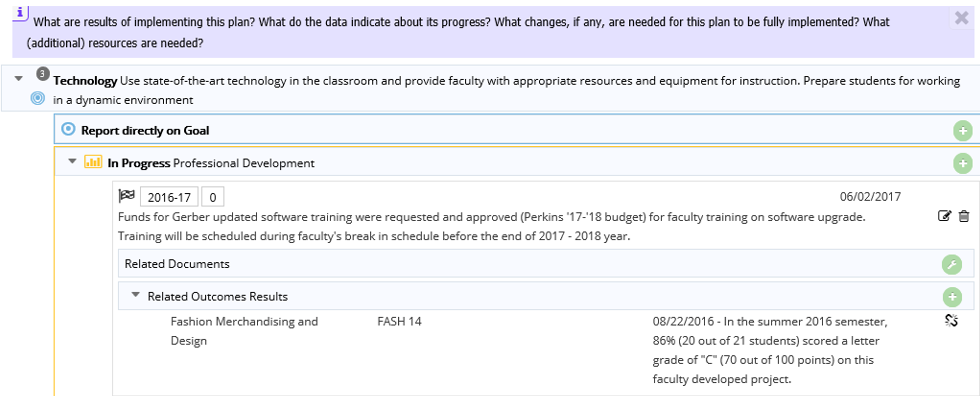 i
What are results of implementing this plan? What do the data indicate about its progress? What changes, if any, are needed for this plan to be fully implemented? What
(additional) resources are needed?
3
Technology Use state-of-the-art technology in the classroom and provide faculty with appropriate resources and equipment for instruction. Prepare students for working
in a dynamic environment
Report directly on Goal
In Progress Professional Development
2016-17 0 06/02/2017
Funds for Gerber updated software training were requested and approved (Perkins '17-'18 budget) for faculty training on software upgrade.
Training will be scheduled during faculty's break in schedule before the end of 2017 - 2018 year.
Related Documents
Related Outcomes Results
Fashion Merchandising and FASH 14 08/22/2016 - In the summer 2016 semester,
Design 86% (20 out of 21 students) scored a letter
grade of "C" (70 out of 100 points) on this
faculty developed project.